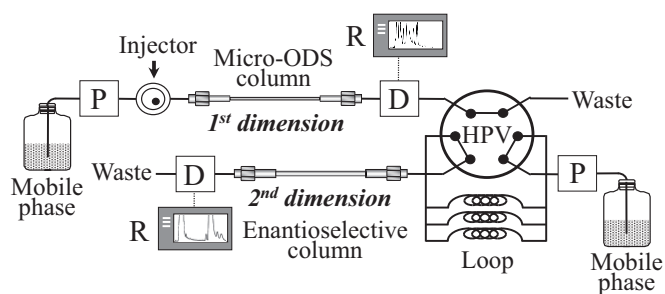 Injector
R
Micro-ODS
column
P
D
Waste
1st dimension
HPV
Mobile
phase
Waste
D
P
2nd dimension
R
Enantioselective
column
Loop
Mobile
phase